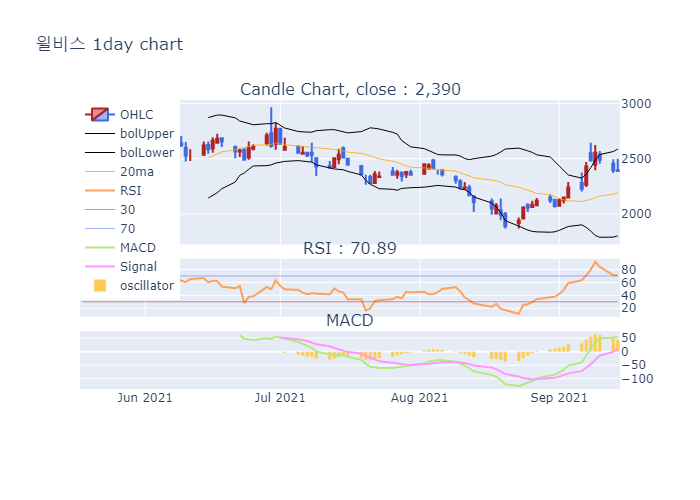 윌비스 1day chart
Candle Chart, close : 2,390
OHLC
bolUpper
bolLower
20ma
RSI
30
70
MACD
Signal
oscillator
3000
2500
2000
RSI : 70.89
80
60
40
20
MACD
50
0
−50
−100
Jun 2021
Jul 2021
Aug 2021
Sep 2021